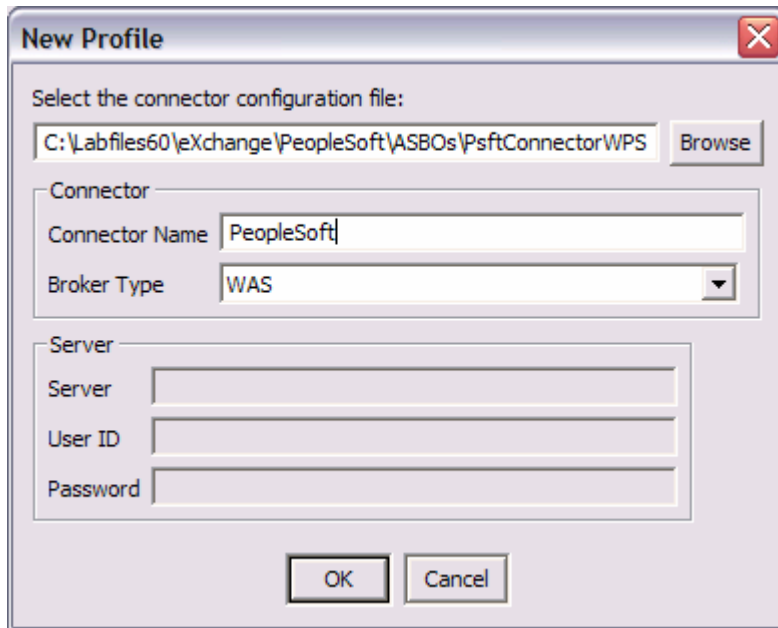 New Profile
Select the connector configuration file:
C:\Labfiles60\eXchange\PeopleSoft\ASBOs\PsftConnectorWPS Browse
Connector
Connector Name PeopleSoft
Broker Type WAS
Server
Server
User ID
Password
OK Cancel